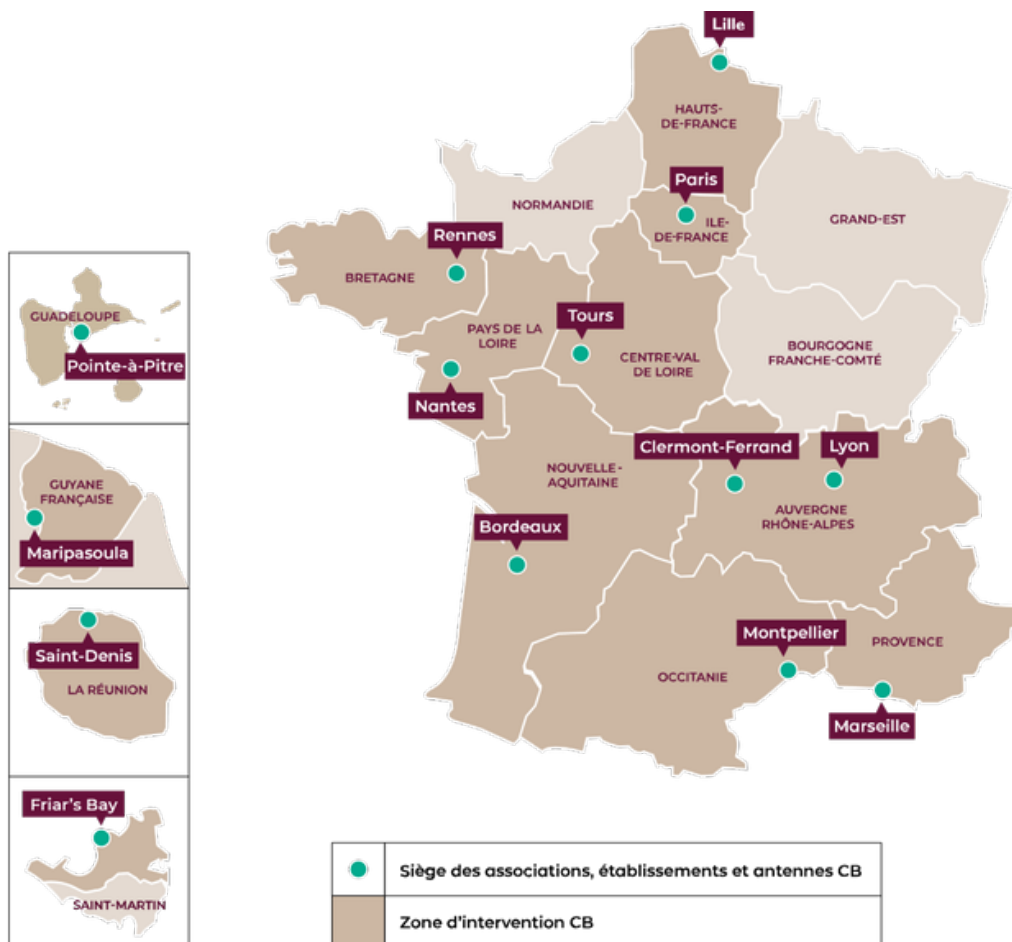 Lille
HAUTS-
DE-FRANCE
Paris
ILE-
DE-FRANCE
NORMANDIE
GRAND-EST
Rennes
BRETAGNE
PAYS DE LA
LOIRE
Tours
CENTRE-VAL
DE LOIRE
BOURGOGNE
FRANCHE-COMTÉ
Nantes
Clermont-Ferrand
Lyon
NOUVELLE-
AQUITAINE
AUVERGNE
RHÔNE-ALPES
Bordeaux
Montpellier
PROVENCE
OCCITANIE
Marseille
GUADELOUPE
Pointe-à-Pitre
GUYANE
FRANÇAISE
Maripasoula
Saint-Denis
LA RÉUNION
Friar's Bay
SAINT-MARTIN
Siège des associations, établissements et antennes CB
Zone d'intervention CB